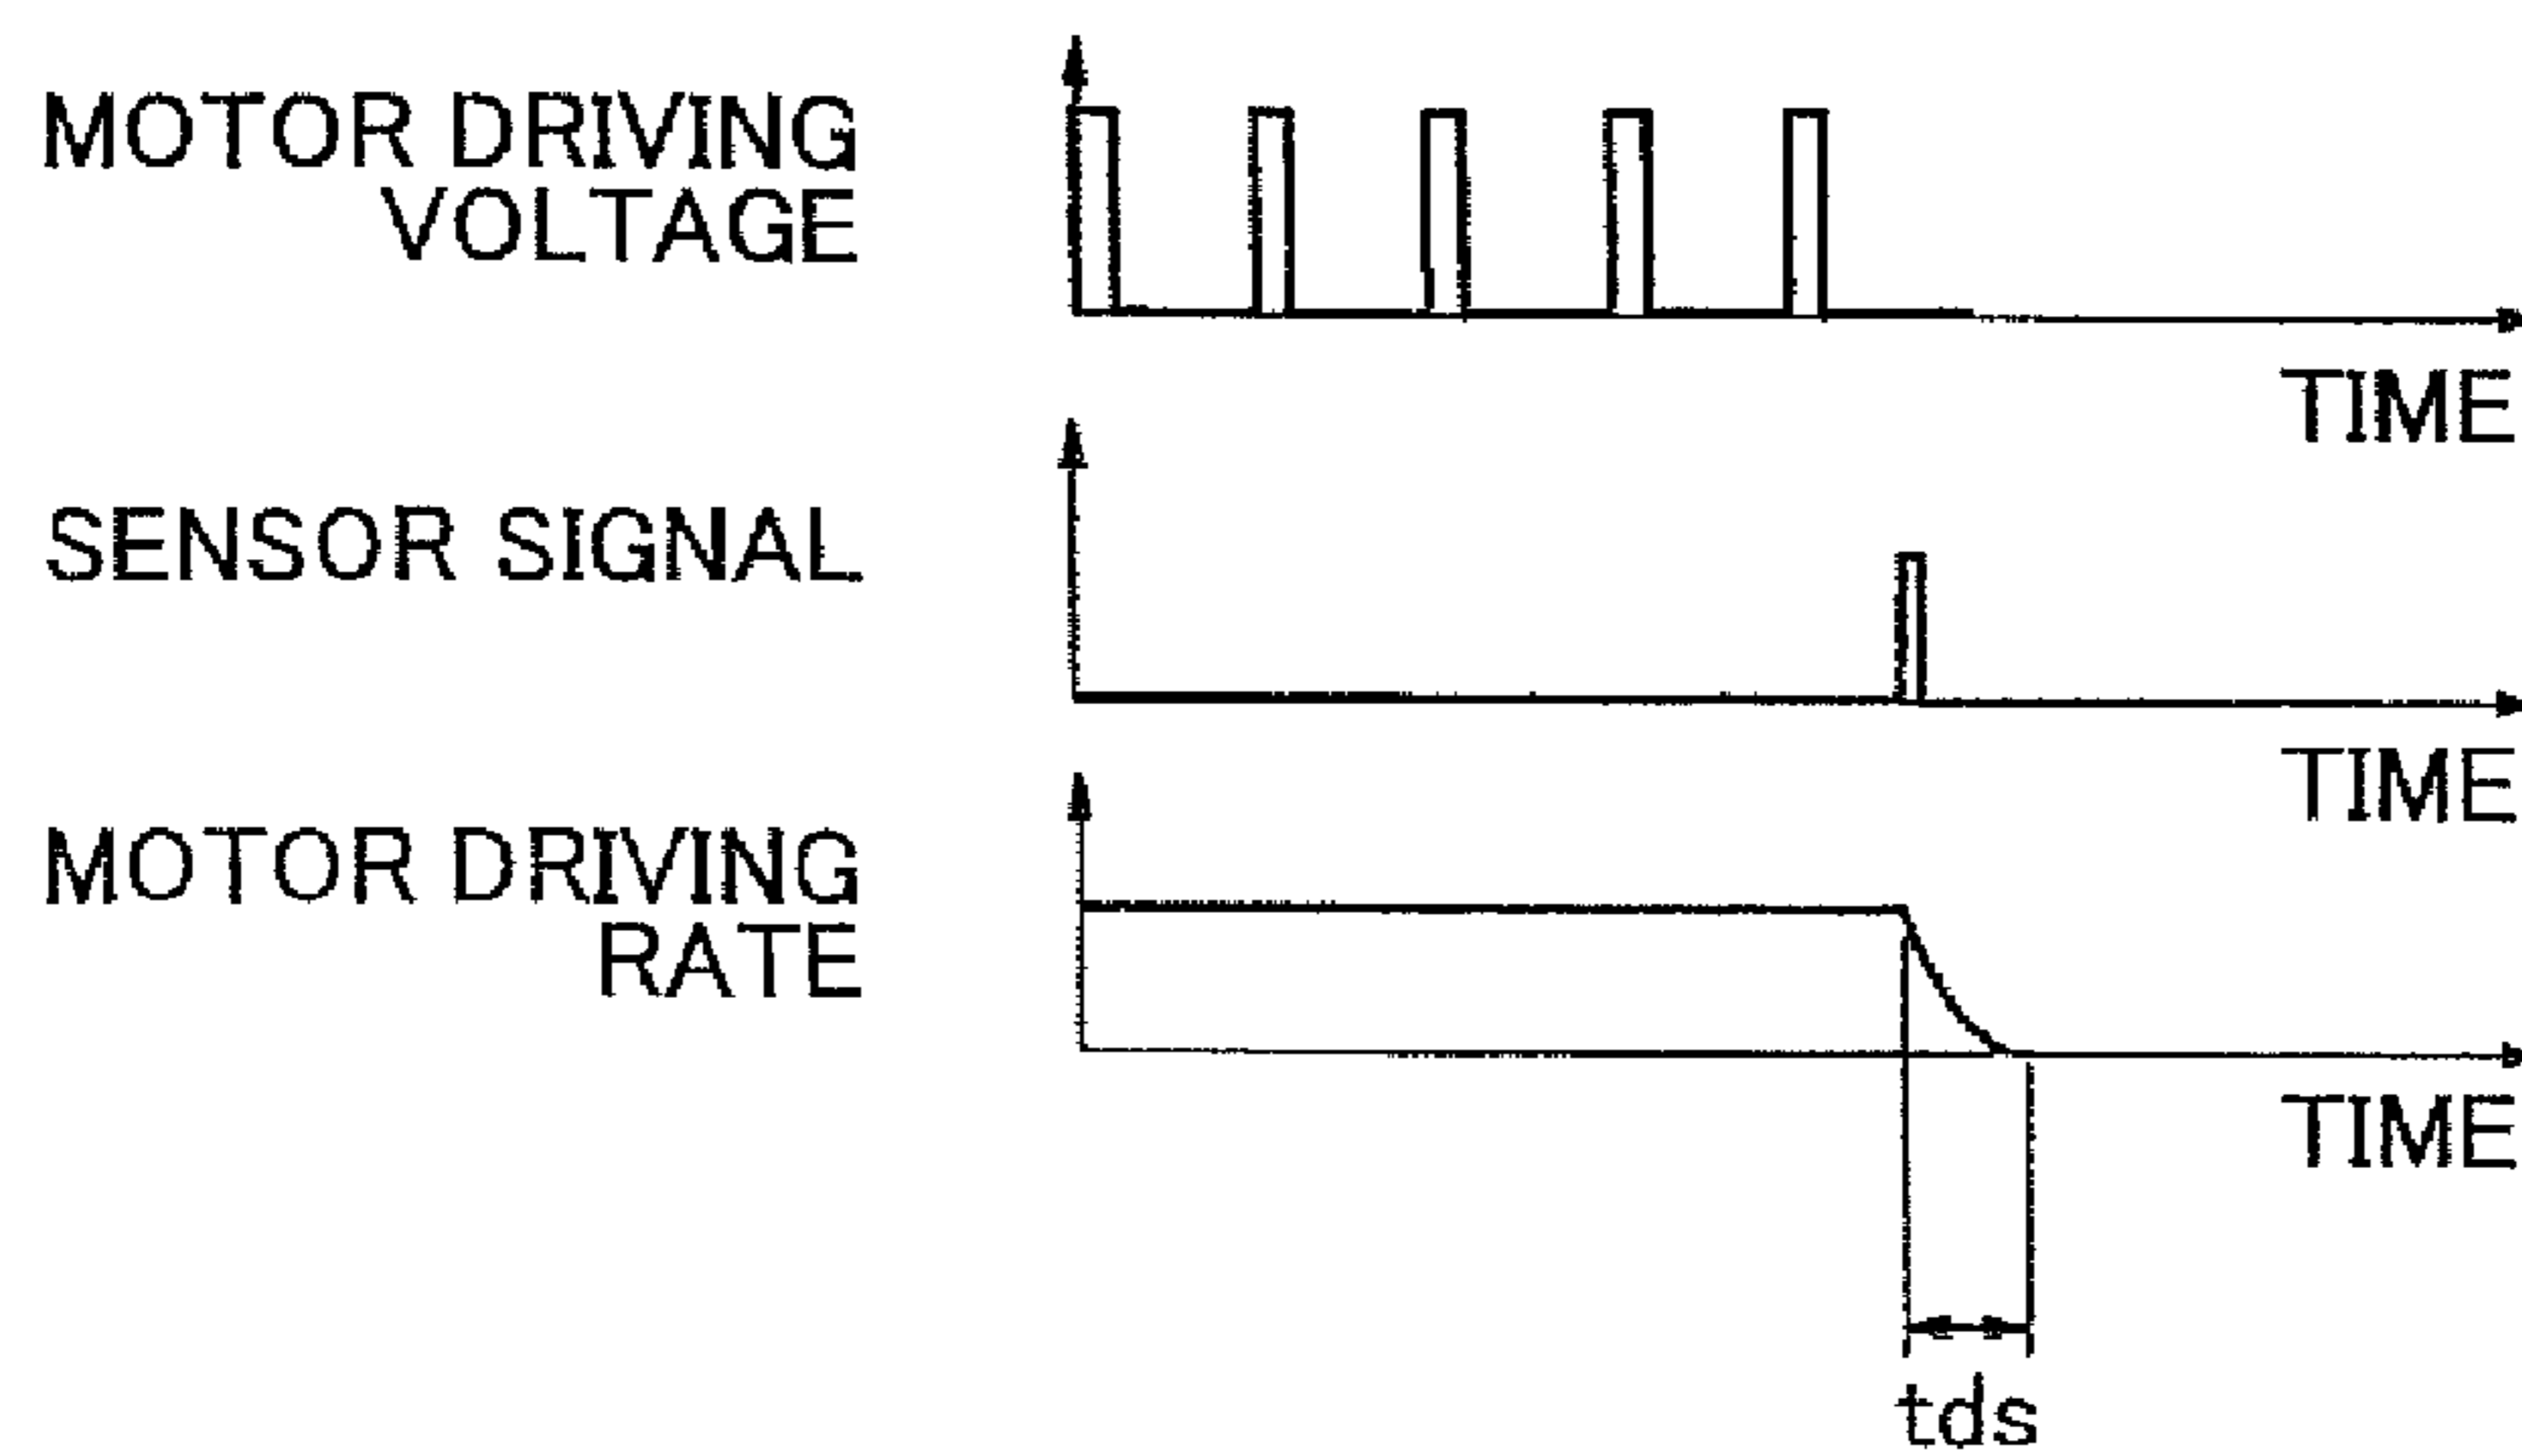 MOTOR DRIVING
VOLTAGE
TIME
SENSOR SIGNAL
TIME
MOTOR DRIVING
RATE
TIME
tds